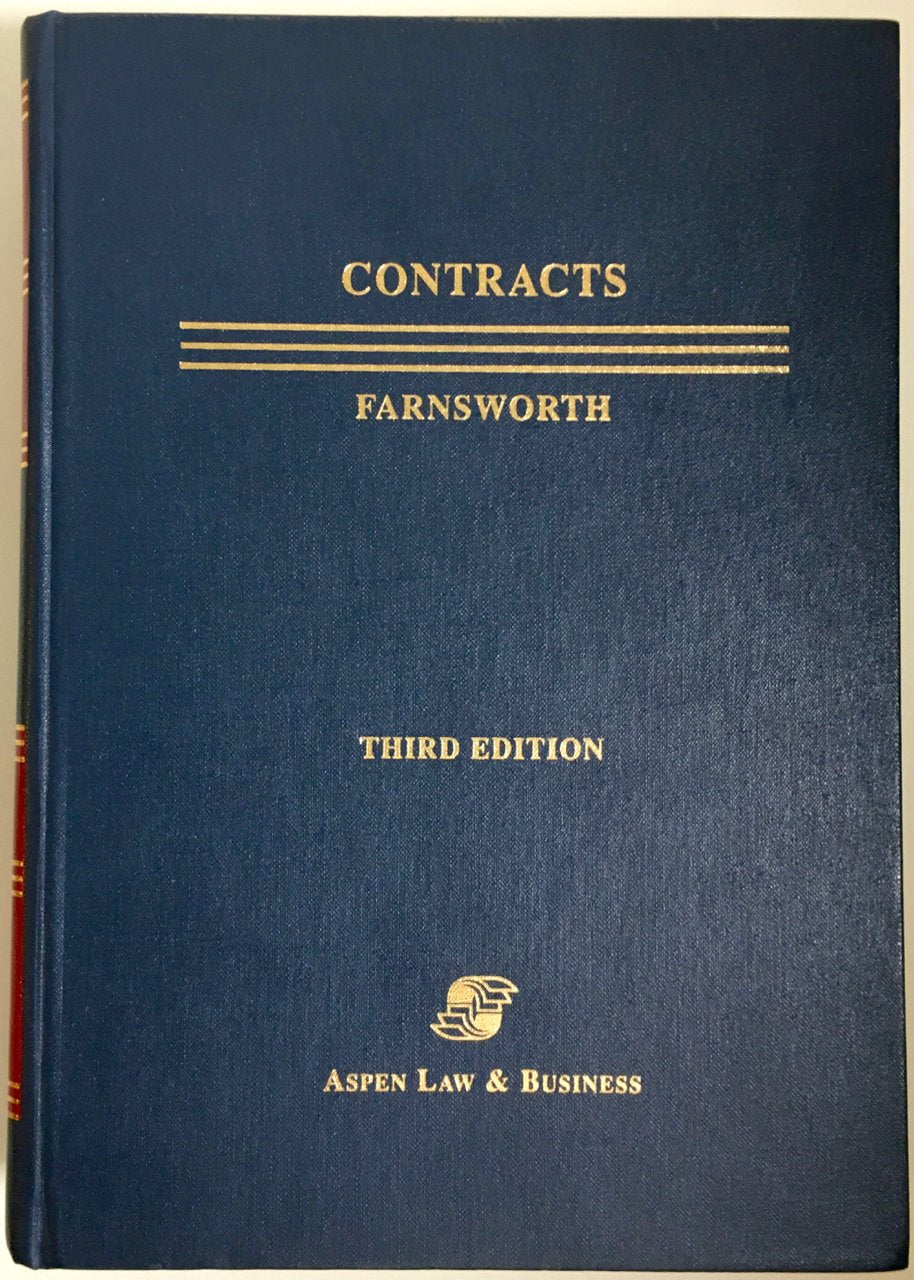 CONTRACTS
FARNSWORTH
THIRD EDITION
ASPEN LAW & BUSINESS